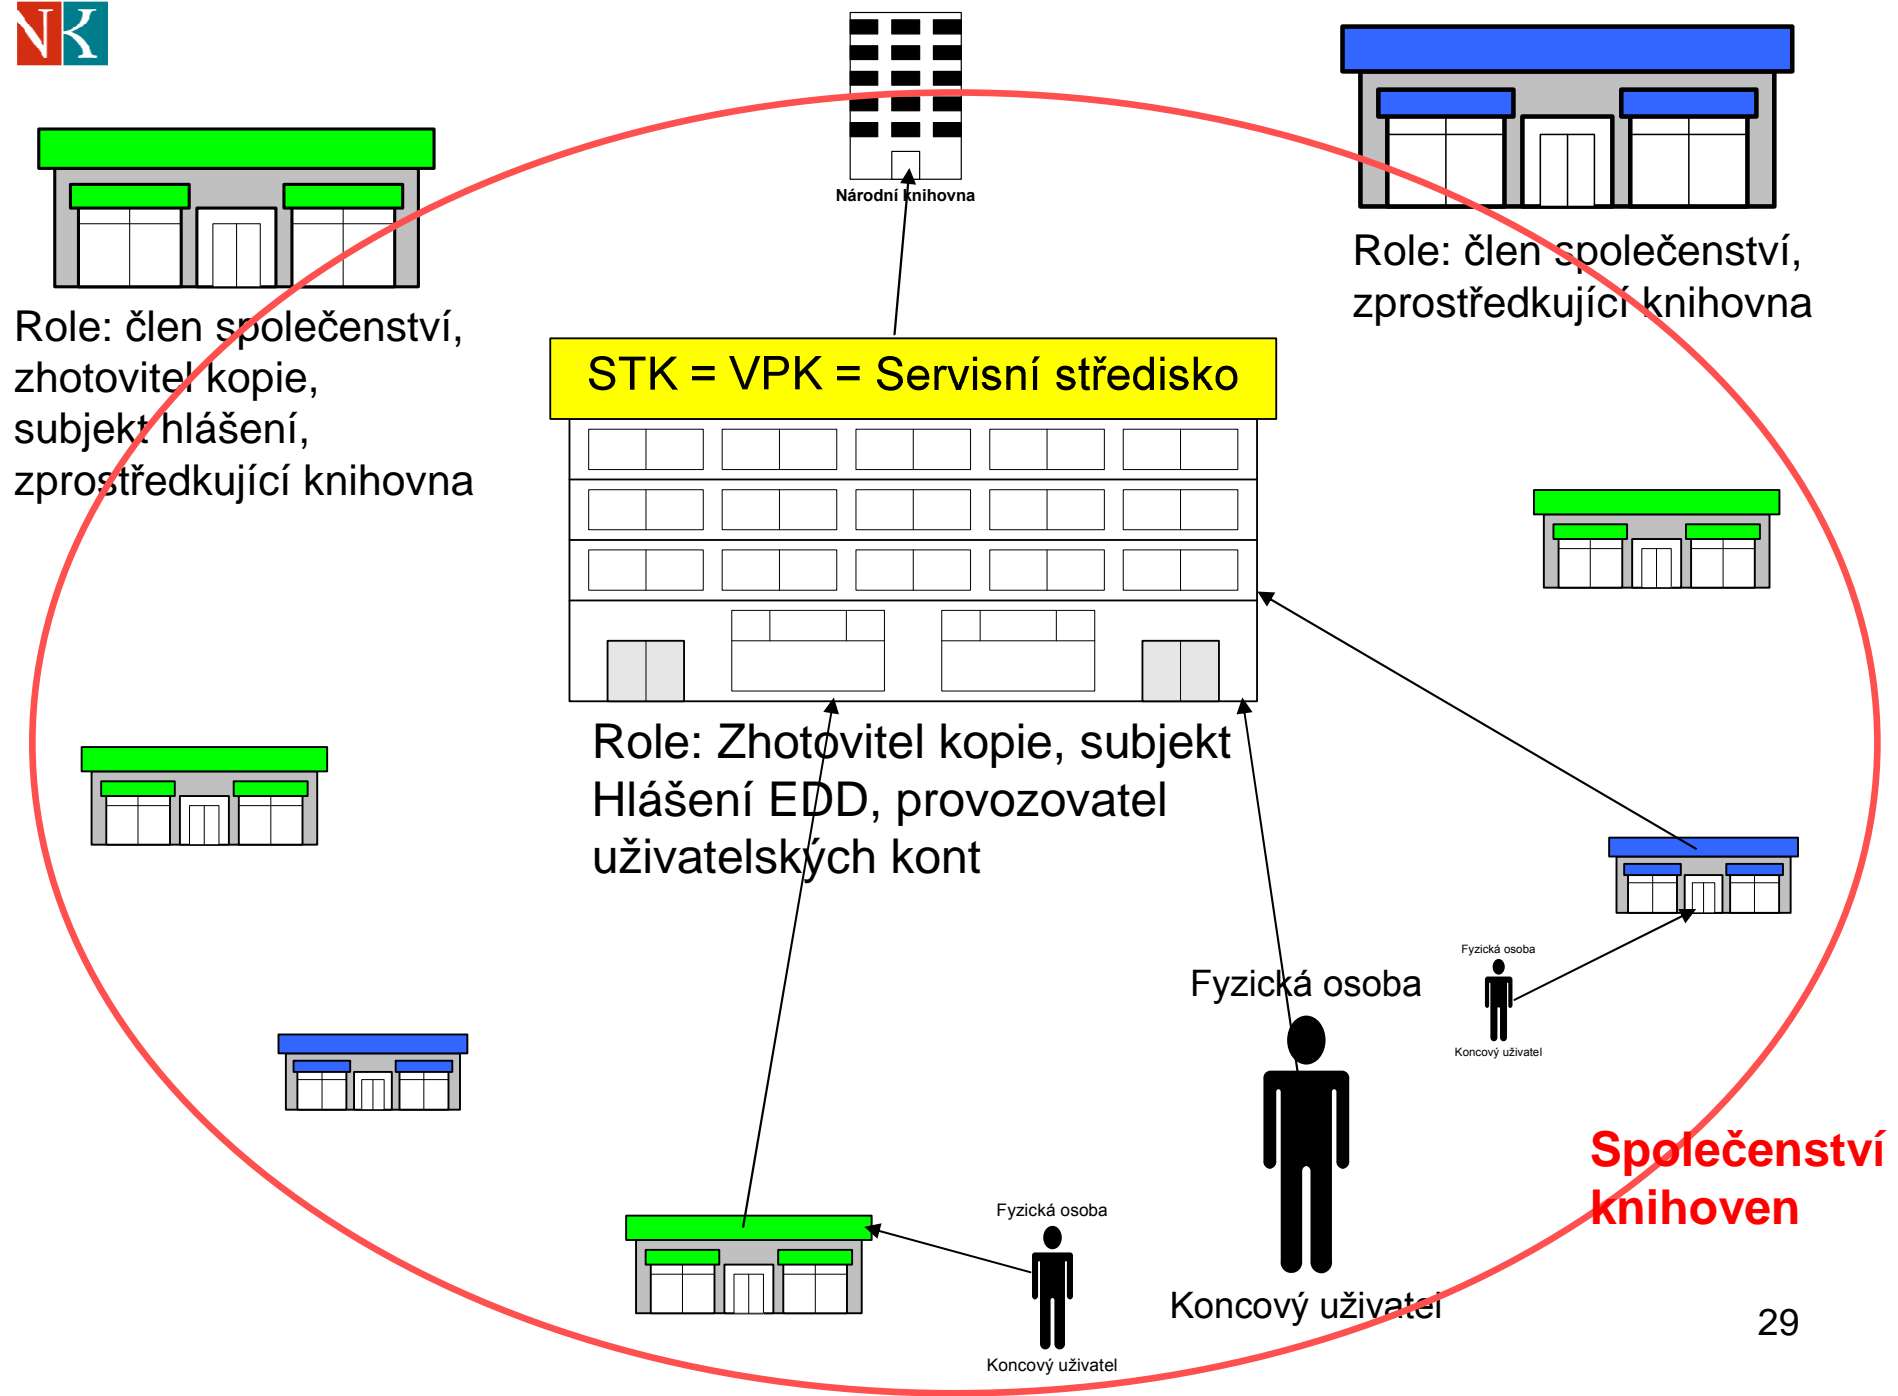 NK
Národní knihovna
Role: člen společenství,
zprostředkující knihovna
Role: člen společenství,
zhotovitel kopie,
subjekt hlášení,
zprostředkující knihovna
STK = VPK = Servisní středisko
Role: Zhotovitel kopie, subjekt
Hlášení EDD, provozovatel
uživatelských kont
Fyzická osoba
Koncový uživatel
Fyzická osoba
Koncový uživatel
Společenství
knihoven
Fyzická osoba
Koncový uživatel
29